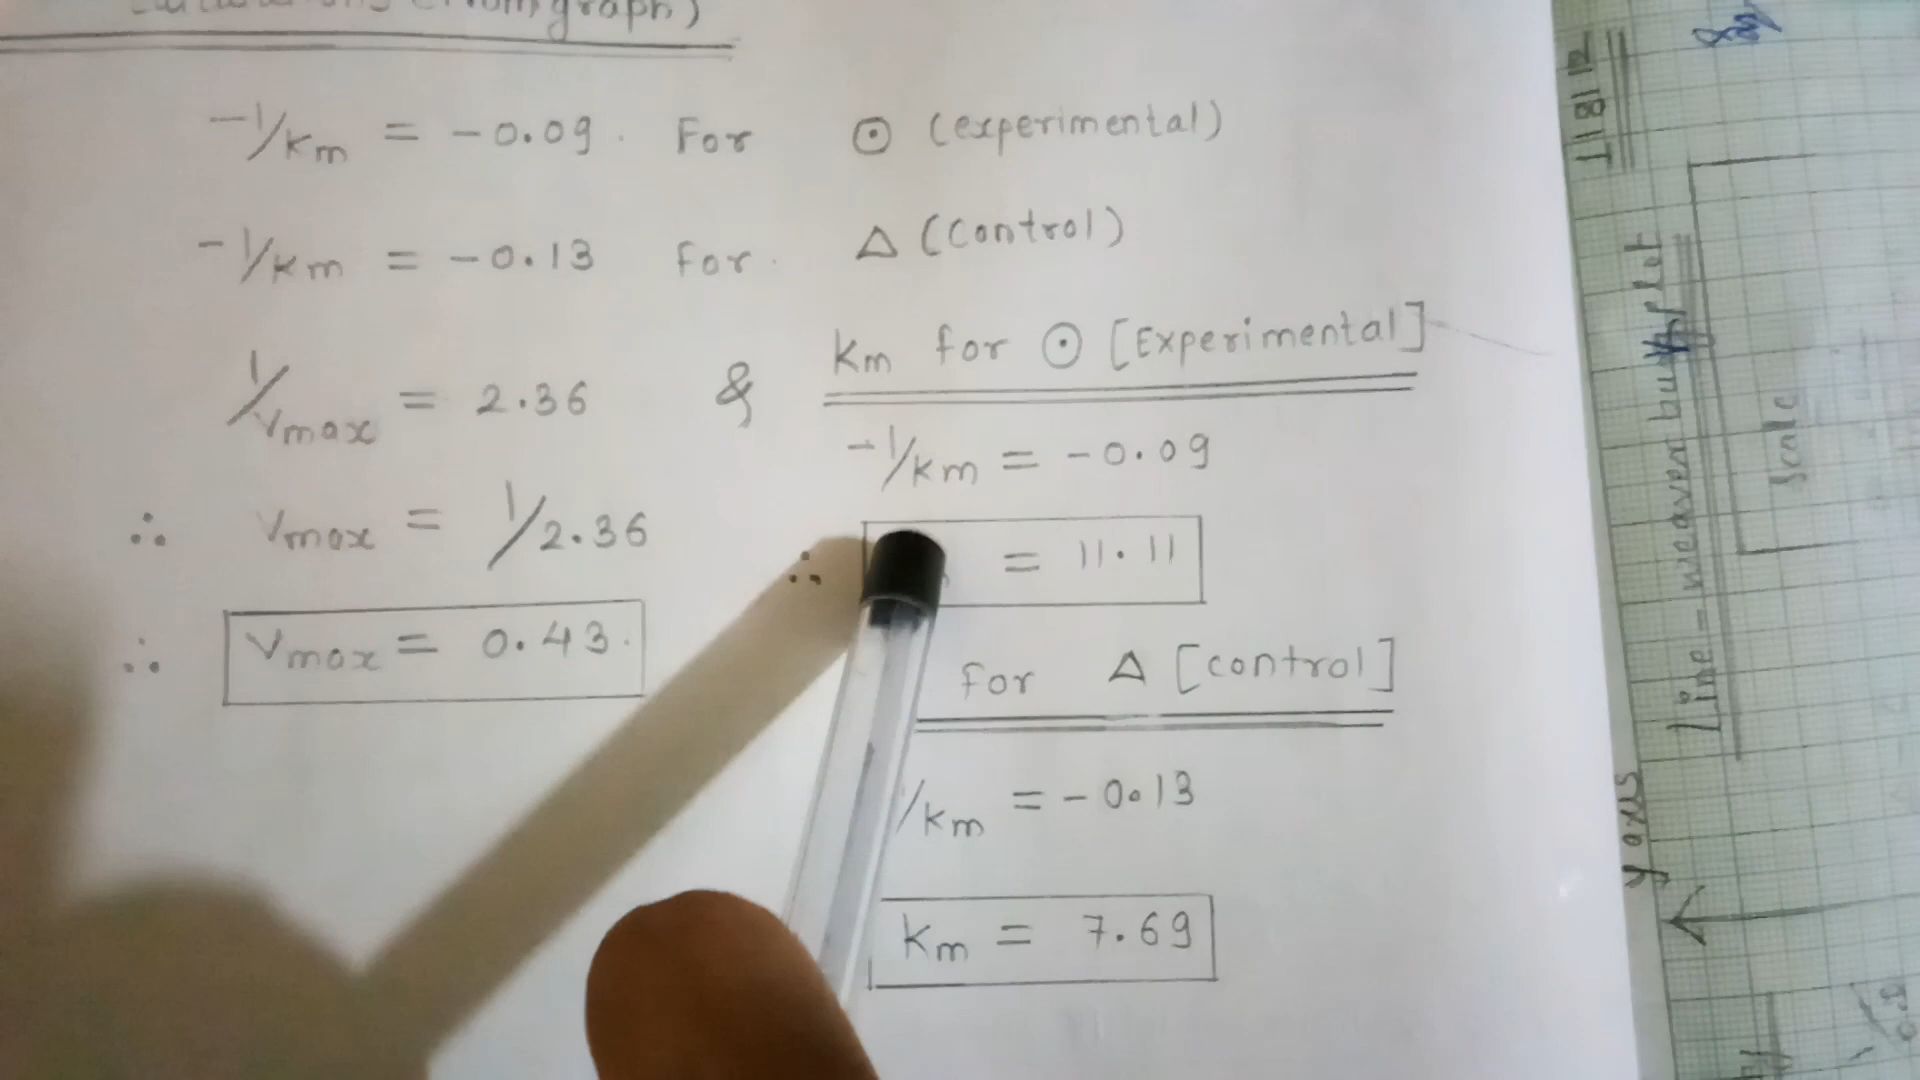 graph)
-1/Km = -0.09. For ⊙ (experimental)
-1/Km = -0.13 For. Δ (Control)
1/Vmax = 2.36 & Km for ⊙ [Experimental]
-1/Km = -0.09
∴ Vmax = 1/2.36
∴ = 11.11
∴ Vmax = 0.43.
For Δ [control]
/Km = -0.13
Km = 7.69
Line-weaver burk plot
Scale
y axis